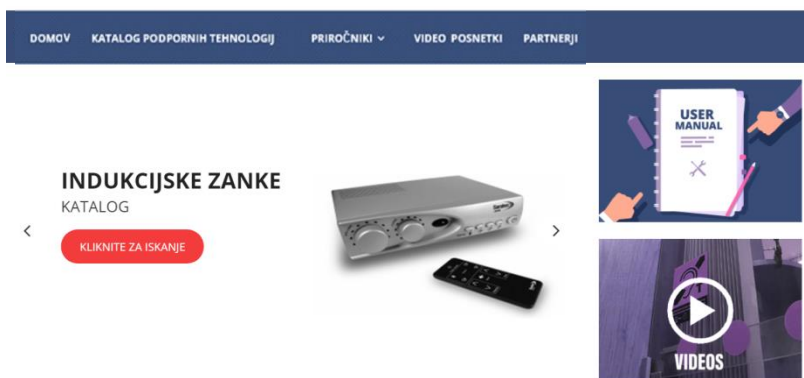 DOMOV KATALOG PODPORNIH TEHNOLOGIJ PRIROČNIKI VIDEO POSNETKI PARTNERJI
USER
MANUAL
INDUKCIJSKE ZANKE
KATALOG
KLIKNITE ZA ISKANJE
VIDEOS